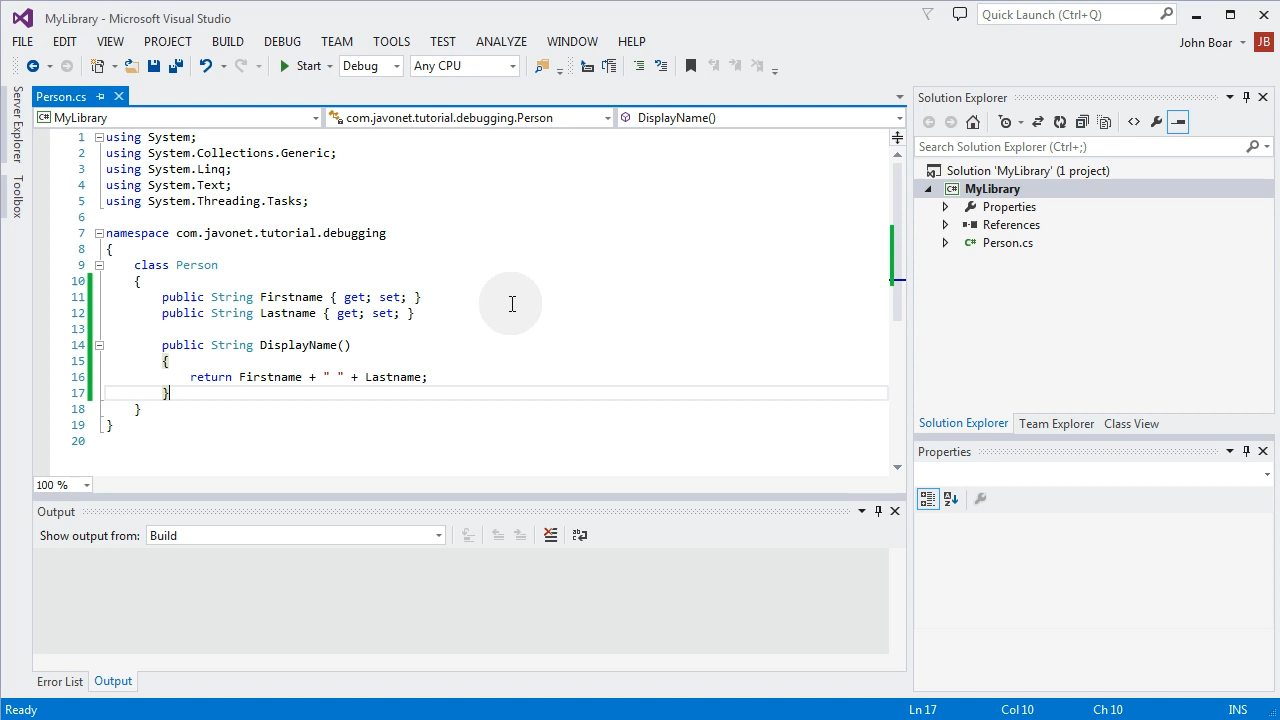 MyLibrary - Microsoft Visual Studio
Quick Launch (Ctrl+Q)
FILE EDIT VIEW PROJECT BUILD DEBUG TEAM TOOLS TEST ANALYZE WINDOW HELP
John Boar JB
Start Debug Any CPU
Server Explorer
Toolbox
Person.cs
MyLibrary com.javonet.tutorial.debugging.Person DisplayName()
1 using System;
2 using System.Collections.Generic;
3 using System.Linq;
4 using System.Text;
5 using System.Threading.Tasks;
6
7 namespace com.javonet.tutorial.debugging
8 {
9 class Person
10 {
11 public String Firstname { get; set; }
12 public String Lastname { get; set; }
13
14 public String DisplayName()
15 {
16 return Firstname + " " + Lastname;
17 }
18 }
19 }
20
100 %
Output
Show output from: Build
Error List Output
Solution Explorer
Search Solution Explorer (Ctrl+;)
Solution 'MyLibrary' (1 project)
C# MyLibrary
Properties
References
C# Person.cs
Solution Explorer Team Explorer Class View
Properties
Ready Ln 17 Col 10 Ch 10 INS